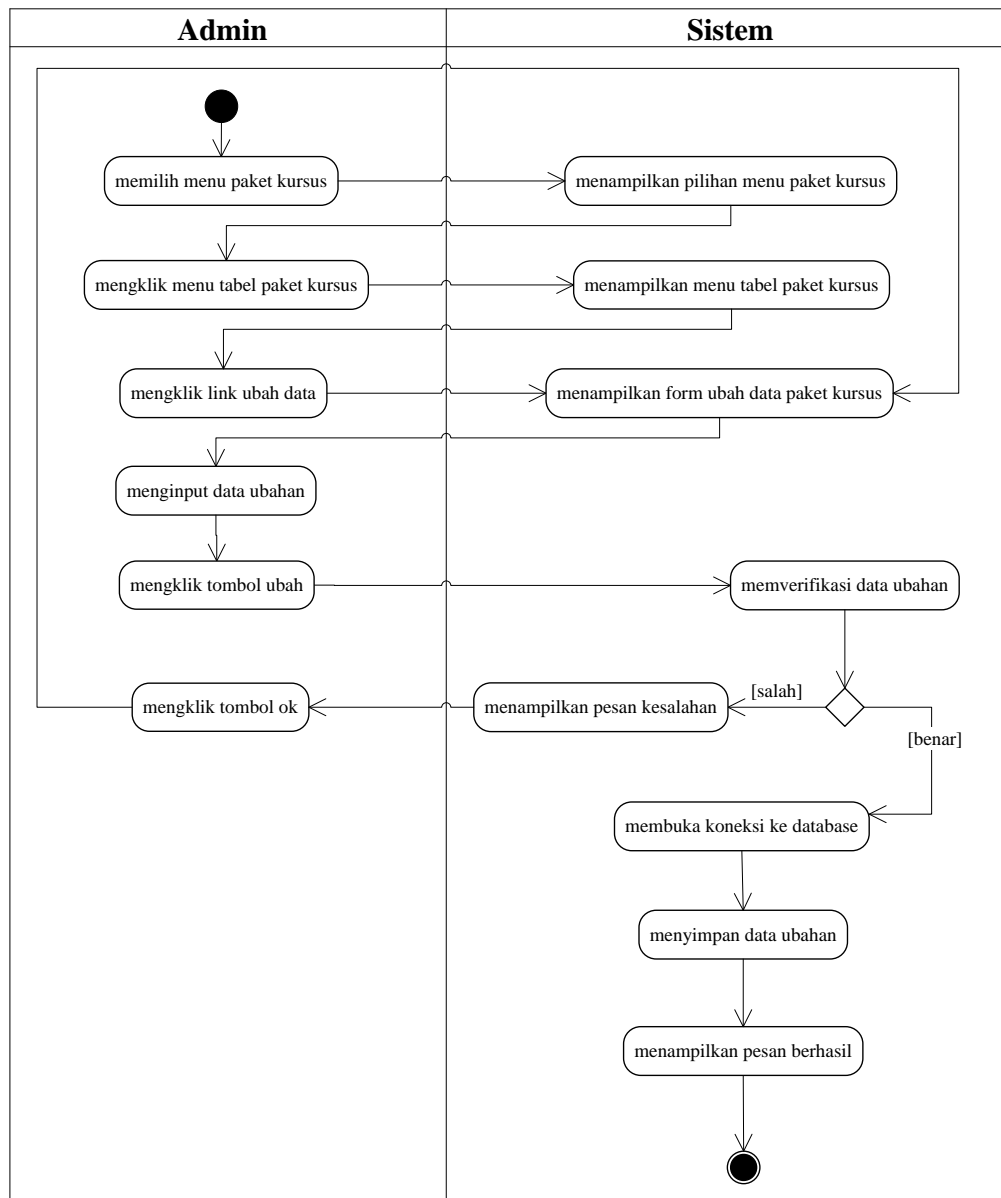 Admin
Sistem
memilih menu paket kursus
menampilkan pilihan menu paket kursus
mengklik menu tabel paket kursus
menampilkan menu tabel paket kursus
mengklik link ubah data
menampilkan form ubah data paket kursus
menginput data ubahan
mengklik tombol ubah
memverifikasi data ubahan
[salah]
mengklik tombol ok
menampilkan pesan kesalahan
[benar]
membuka koneksi ke database
menyimpan data ubahan
menampilkan pesan berhasil